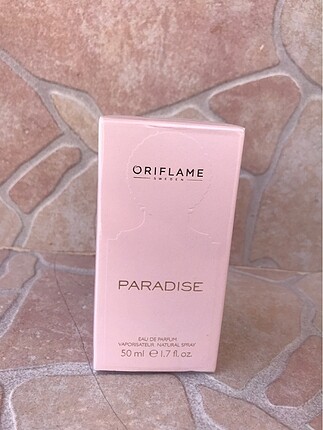 ORIFLAME
SWEDEN
PARADISE
EAU DE PARFUM
VAPORISATEUR NATURAL SPRAY
50 ml ℮ 1.7 fl. oz.